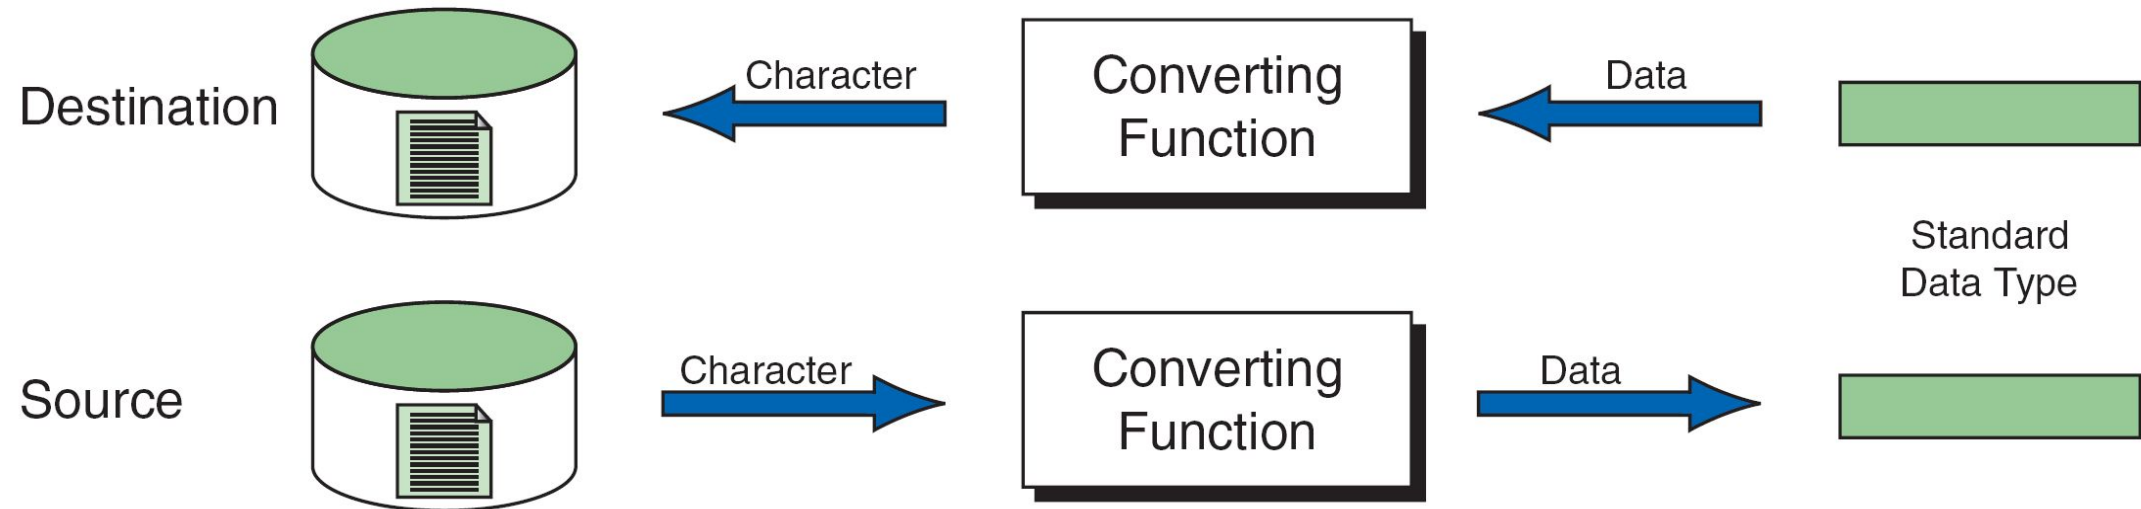 Destination
Character
Converting
Function
Data
Standard
Data Type
Source
Character
Converting
Function
Data